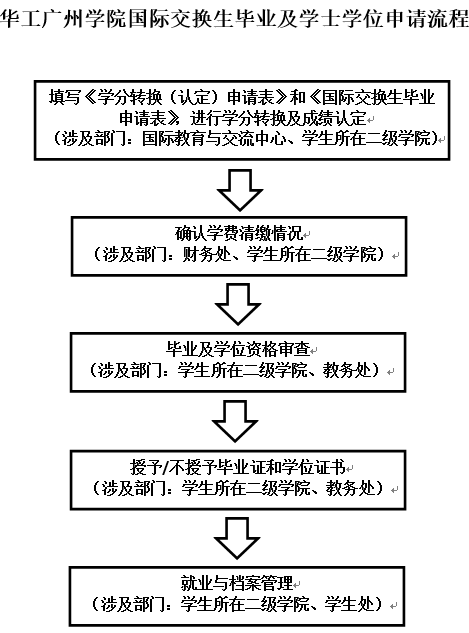 华工广州学院国际交换生毕业及学士学位申请流程
填写《学分转换（认定）申请表》和《国际交换生毕业
申请表》，进行学分转换及成绩认定
（涉及部门：国际教育与交流中心、学生所在二级学院）
确认学费清缴情况
（涉及部门：财务处、学生所在二级学院）
毕业及学位资格审查
（涉及部门：学生所在二级学院、教务处）
授予/不授予毕业证和学位证书
（涉及部门：学生所在二级学院、教务处）
就业与档案管理
（涉及部门：学生所在二级学院、学生处）